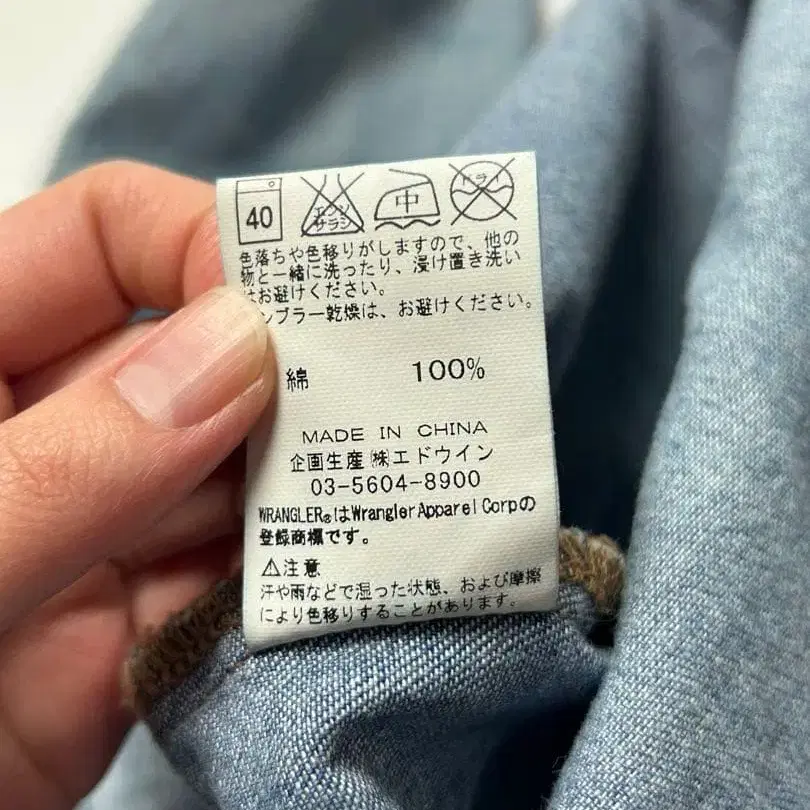 40 エンソサラシ 中 ドライ
色落ちや色移りがしますので、他の
物と一緒に洗ったり、浸け置き洗い
はお避けください。
ンブラー乾燥は、お避けください。
綿 100%
MADE IN CHINA
企画生産㈱エドウイン
03-5604-8900
WRANGLER®はWrangler Apparel Corpの
登録商標です。
⚠注意
汗や雨などで湿った状態、および摩擦
により色移りすることがあります。